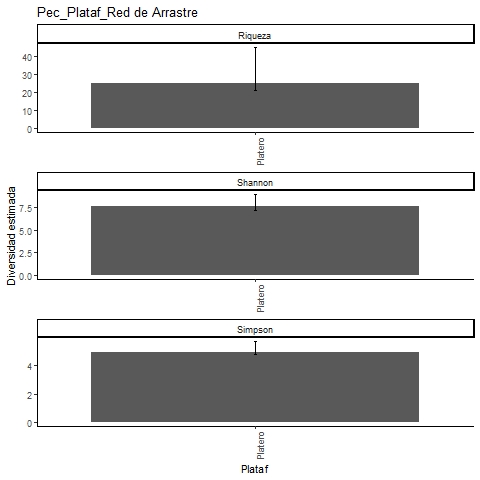 Pec_Plataf_Red de Arrastre
Riqueza
40
30
20
10
0
Platero
Shannon
7.5
5.0
2.5
0.0
Platero
Simpson
4
2
0
Platero
Diversidad estimada
Plataf